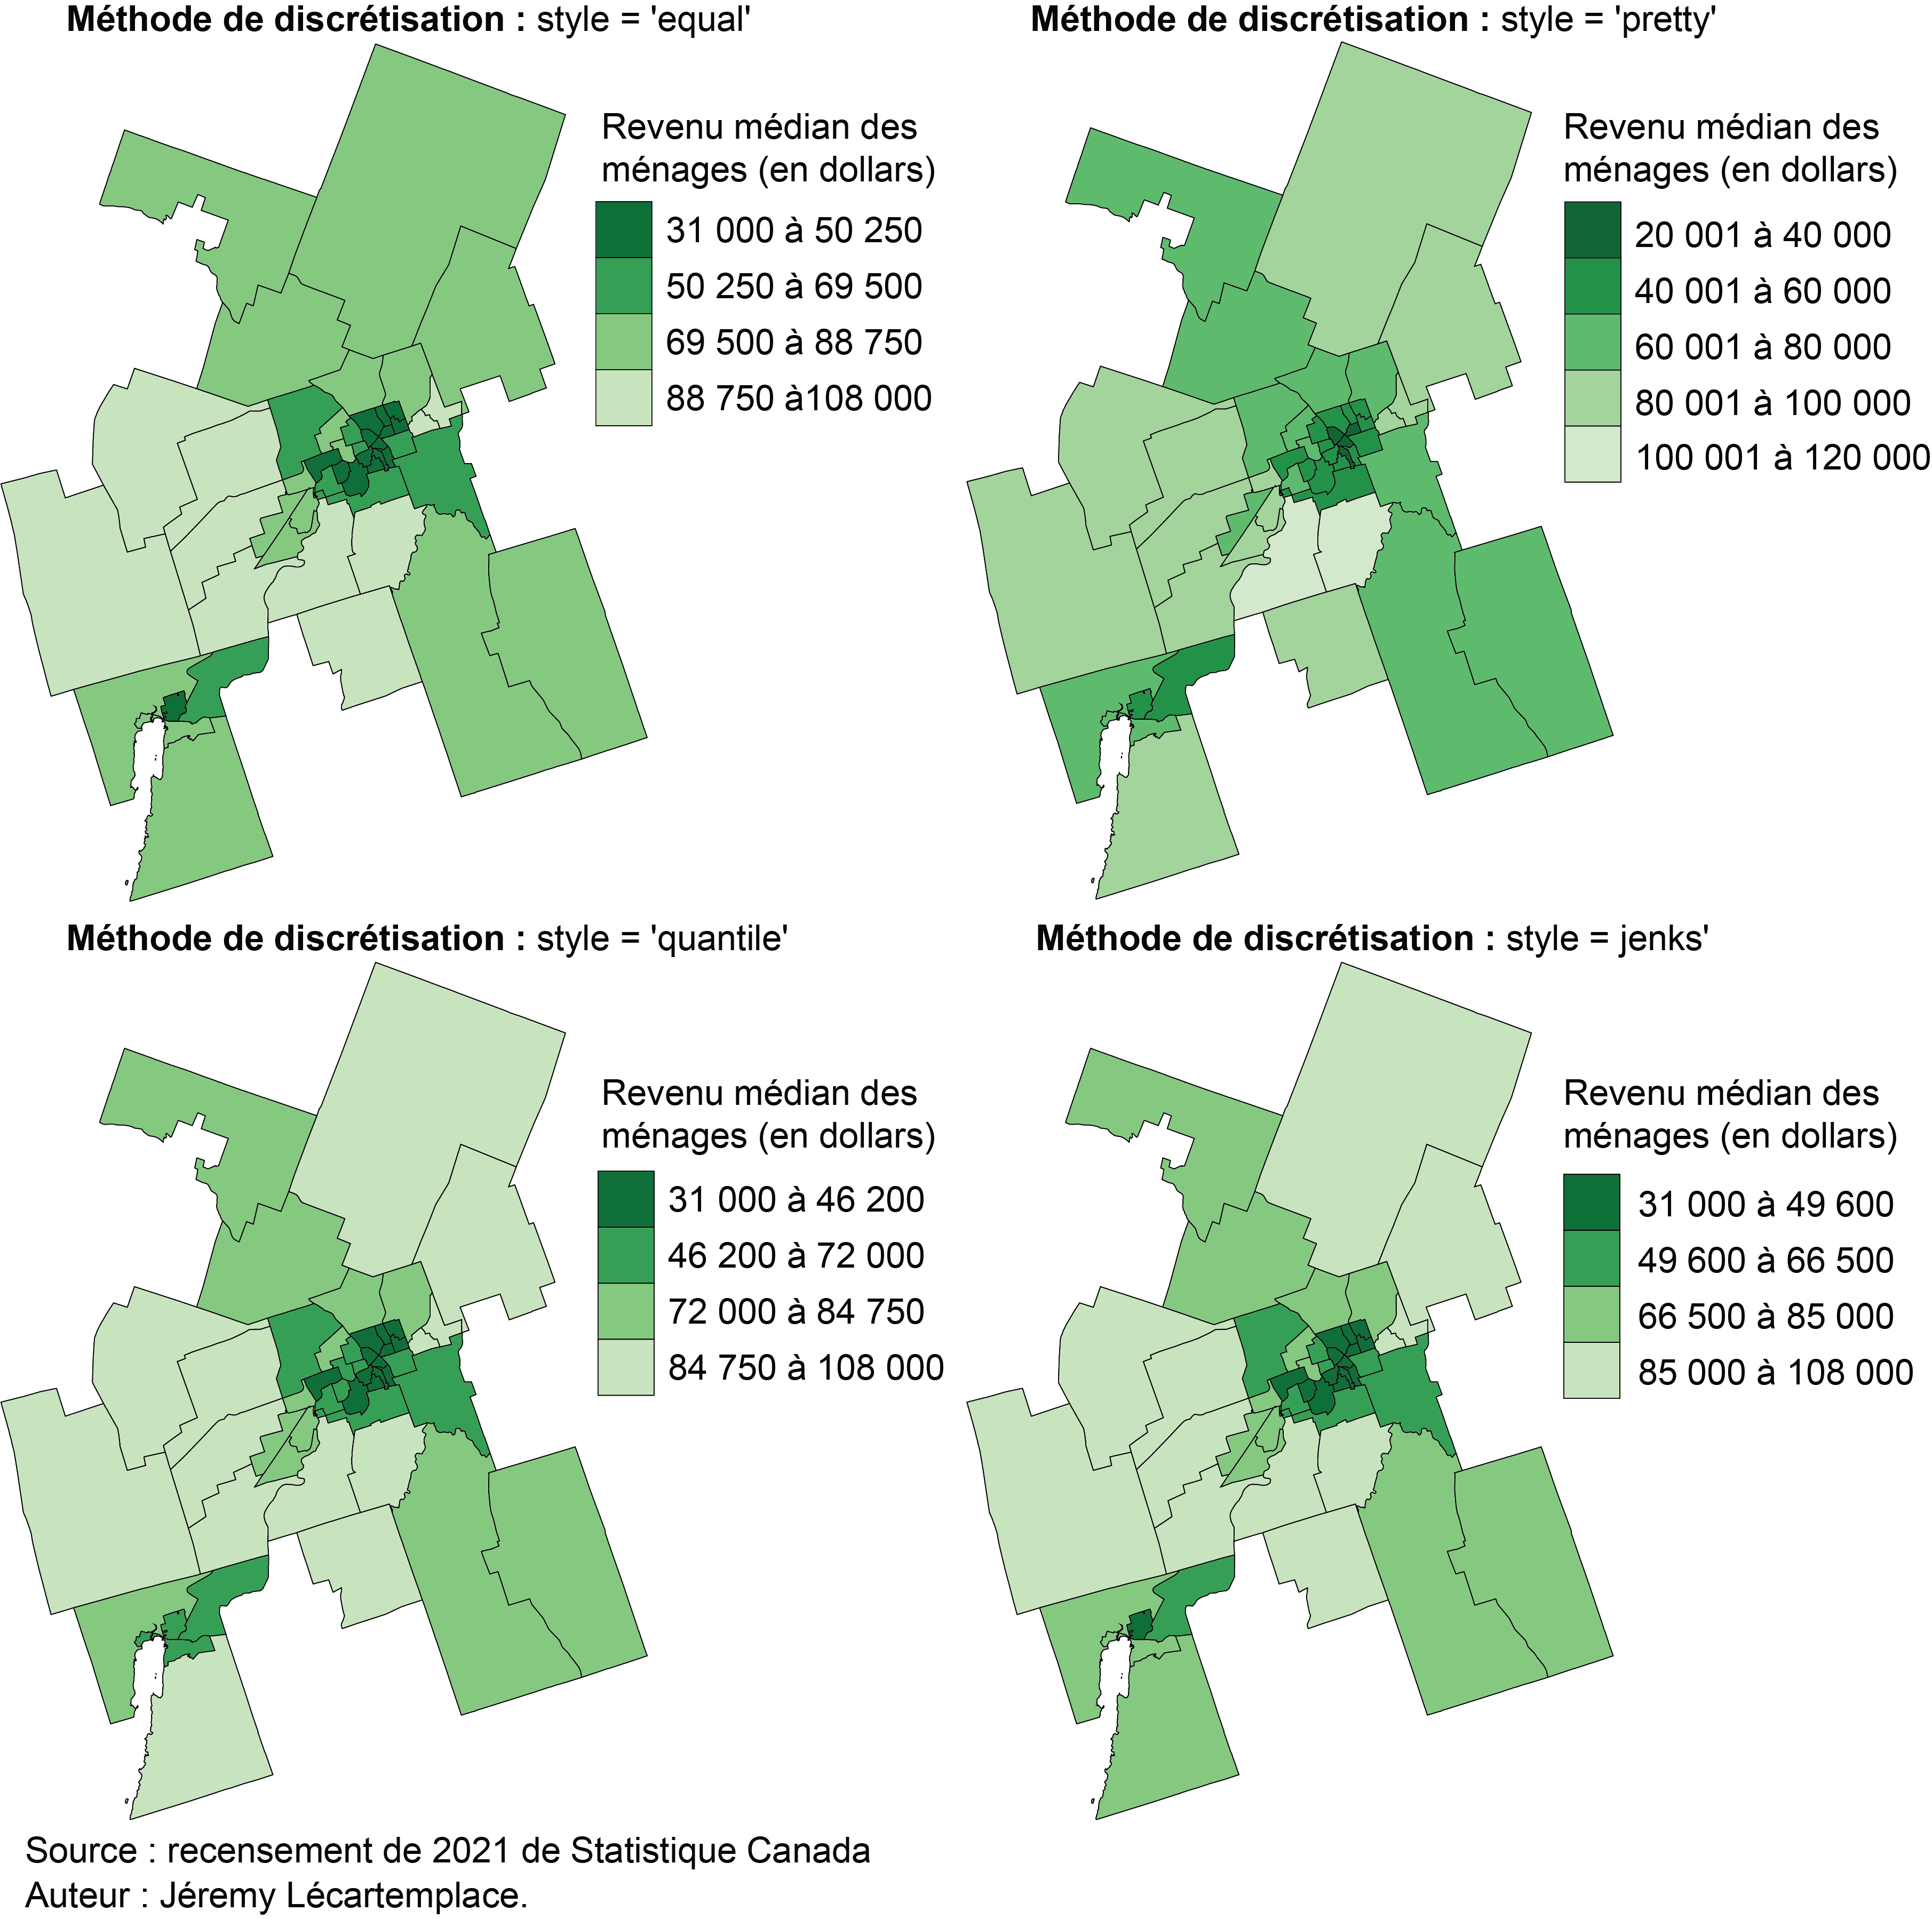 Méthode de discrétisation : style = 'equal'
Revenu médian des
ménages (en dollars)
31 000 à 50 250
50 250 à 69 500
69 500 à 88 750
88 750 à108 000
Méthode de discrétisation : style = 'pretty'
Revenu médian des
ménages (en dollars)
20 001 à 40 000
40 001 à 60 000
60 001 à 80 000
80 001 à 100 000
100 001 à 120 000
Méthode de discrétisation : style = 'quantile'
Revenu médian des
ménages (en dollars)
31 000 à 46 200
46 200 à 72 000
72 000 à 84 750
84 750 à 108 000
Méthode de discrétisation : style = jenks'
Revenu médian des
ménages (en dollars)
31 000 à 49 600
49 600 à 66 500
66 500 à 85 000
85 000 à 108 000
Source : recensement de 2021 de Statistique Canada
Auteur : Jéremy Lécartemplace.